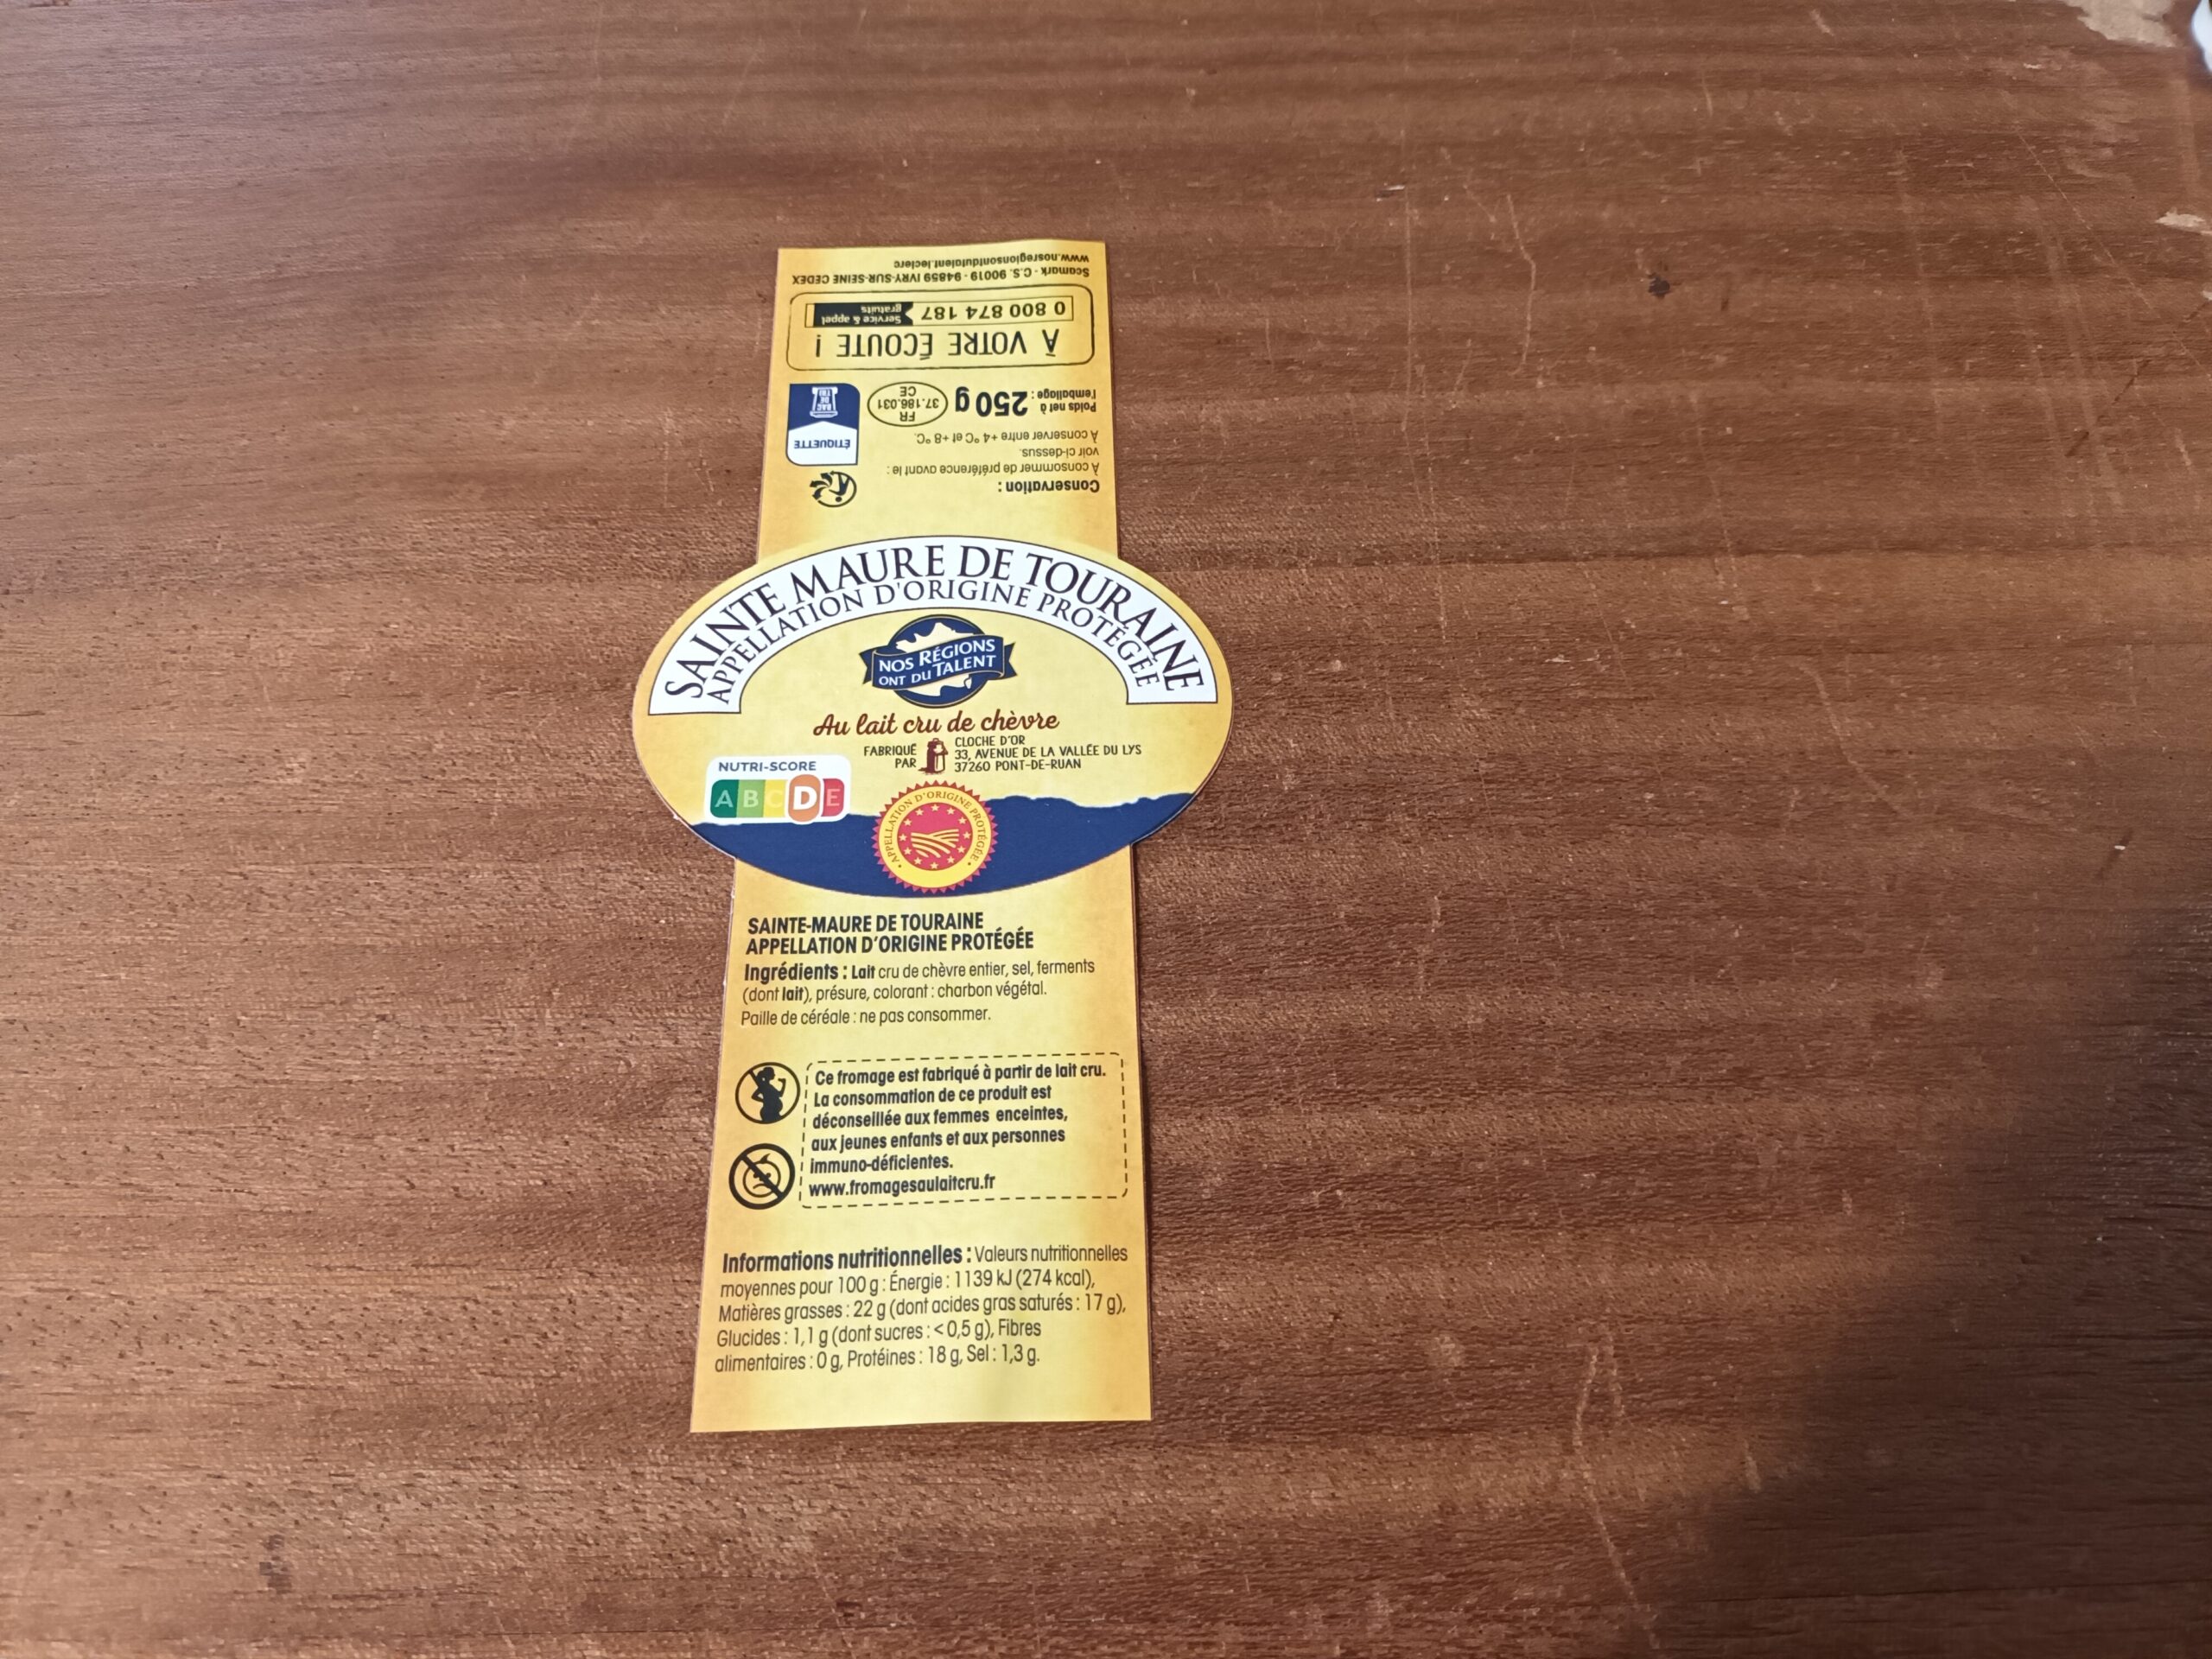 www.nosregionsontdutalent.leclerc
Scamark - C.S. 90019 - 94859 IVRY-SUR-SEINE CEDEX
0 800 874 187
Service & appel
gratuits
À VOTRE ÉCOUTE !
Poids net à
l'emballage :
250 g
FR
37.186.031
CE
BAC
DE
TRI
ÉTIQUETTE
Conservation :
À consommer de préférence avant le :
voir ci-dessus.
À conserver entre +4 °C et +8 °C.
SAINTE MAURE DE TOURAINE
APPELLATION D'ORIGINE PROTÉGÉE
NOS RÉGIONS
ONT DU TALENT
Au lait cru de chèvre
FABRIQUÉ
PAR
CLOCHE D'OR
33, AVENUE DE LA VALLÉE DU LYS
37260 PONT-DE-RUAN
NUTRI-SCORE
A B C D E
APPELLATION D'ORIGINE PROTÉGÉE
SAINTE-MAURE DE TOURAINE
APPELLATION D'ORIGINE PROTÉGÉE
Ingrédients : Lait cru de chèvre entier, sel, ferments
(dont lait), présure, colorant : charbon végétal.
Paille de céréale : ne pas consommer.
Ce fromage est fabriqué à partir de lait cru.
La consommation de ce produit est
déconseillée aux femmes enceintes,
aux jeunes enfants et aux personnes
immuno-déficientes.
www.fromagesaulaitcru.fr
Informations nutritionnelles : Valeurs nutritionnelles
moyennes pour 100 g : Énergie : 1139 kJ (274 kcal),
Matières grasses : 22 g (dont acides gras saturés : 17 g),
Glucides : 1,1 g (dont sucres : < 0,5 g), Fibres
alimentaires : 0 g, Protéines : 18 g, Sel : 1,3 g.